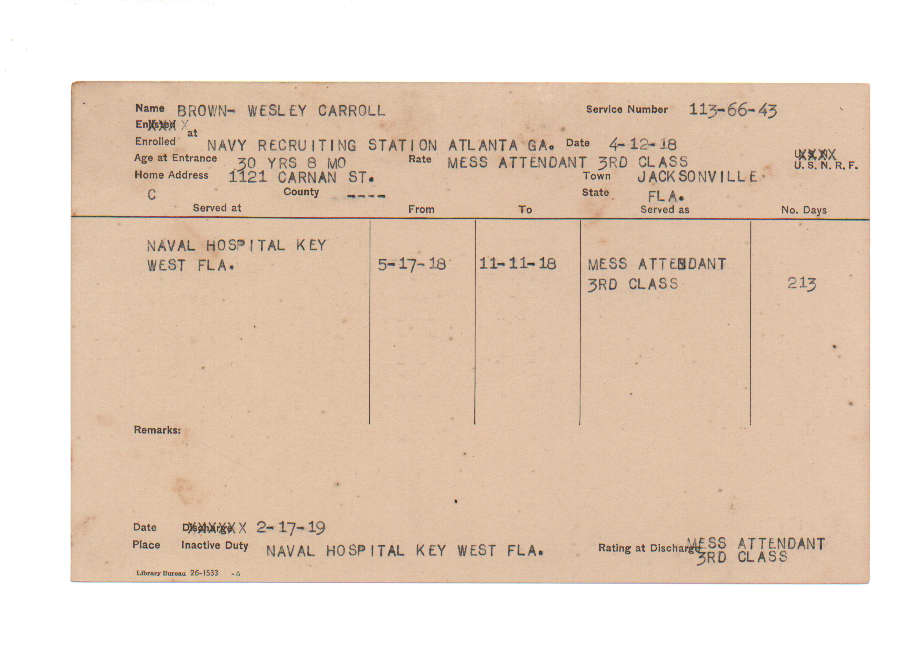 Name BROWN- WESLEY CARROLL Service Number 113-66-43
Enlisted XXXX at
Enrolled NAVY RECRUITING STATION ATLANTA GA. Date 4-12-18
Age at Entrance 30 YRS 8 MO Rate MESS ATTENDANT 3RD CLASS XXXX U. S. N. R. F.
Home Address 1121 CARNAN ST. Town JACKSONVILLE
C County ---- State FLA.
Served at From To Served as No. Days
NAVAL HOSPITAL KEY
WEST FLA. 5-17-18 11-11-18 MESS ATTENDANT
3RD CLASS 213
Remarks:
Date Discharge XXXXXX 2-17-19
Place Inactive Duty NAVAL HOSPITAL KEY WEST FLA. Rating at Discharge MESS ATTENDANT
3RD CLASS
Library Bureau 26-1533